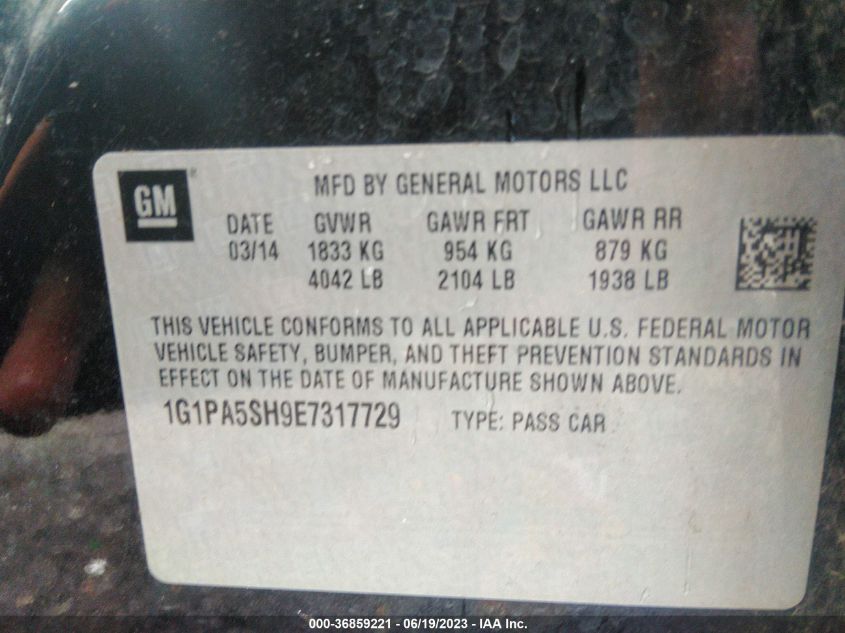 GM®
MFD BY GENERAL MOTORS LLC
DATE GVWR GAWR FRT GAWR RR
03/14 1833 KG 954 KG 879 KG
4042 LB 2104 LB 1938 LB
THIS VEHICLE CONFORMS TO ALL APPLICABLE U.S. FEDERAL MOTOR
VEHICLE SAFETY, BUMPER, AND THEFT PREVENTION STANDARDS IN
EFFECT ON THE DATE OF MANUFACTURE SHOWN ABOVE.
1G1PA5SH9E7317729 TYPE: PASS CAR
000-36859221 - 06/19/2023 - IAA Inc.